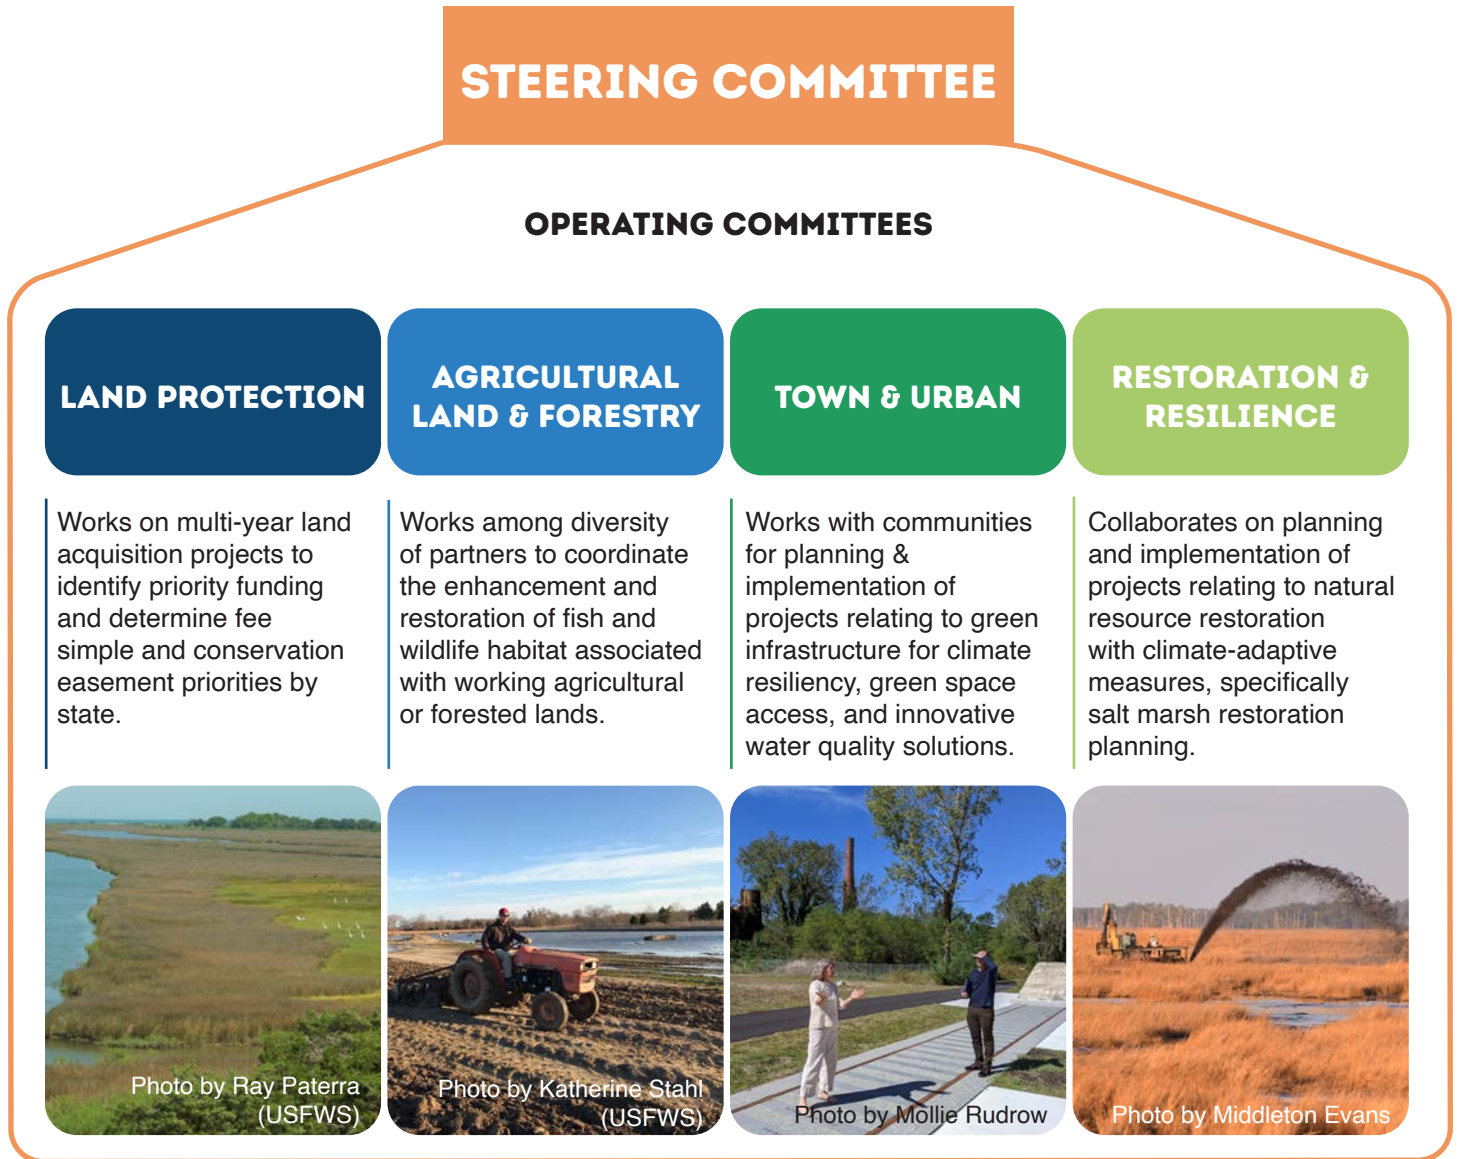 STEERING COMMITTEE
OPERATING COMMITTEES
LAND PROTECTION
Works on multi-year land
acquisition projects to
identify priority funding
and determine fee
simple and conservation
easement priorities by
state.
Photo by Ray Paterra
(USFWS)
AGRICULTURAL
LAND & FORESTRY
Works among diversity
of partners to coordinate
the enhancement and
restoration of fish and
wildlife habitat associated
with working agricultural
or forested lands.
Photo by Katherine Stahl
(USFWS)
TOWN & URBAN
Works with communities
for planning &
implementation of
projects relating to green
infrastructure for climate
resiliency, green space
access, and innovative
water quality solutions.
Photo by Mollie Rudrow
RESTORATION &
RESILIENCE
Collaborates on planning
and implementation of
projects relating to natural
resource restoration
with climate-adaptive
measures, specifically
salt marsh restoration
planning.
Photo by Middleton Evans